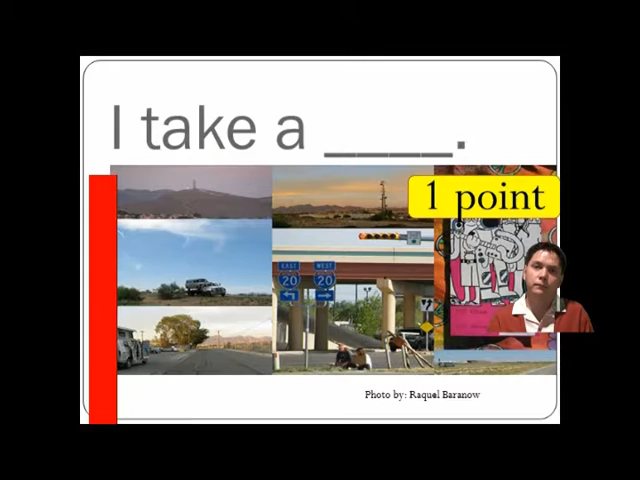 I take a ____.
1 point
EAST
WEST
20
20
Photo by: Raquel Baranow